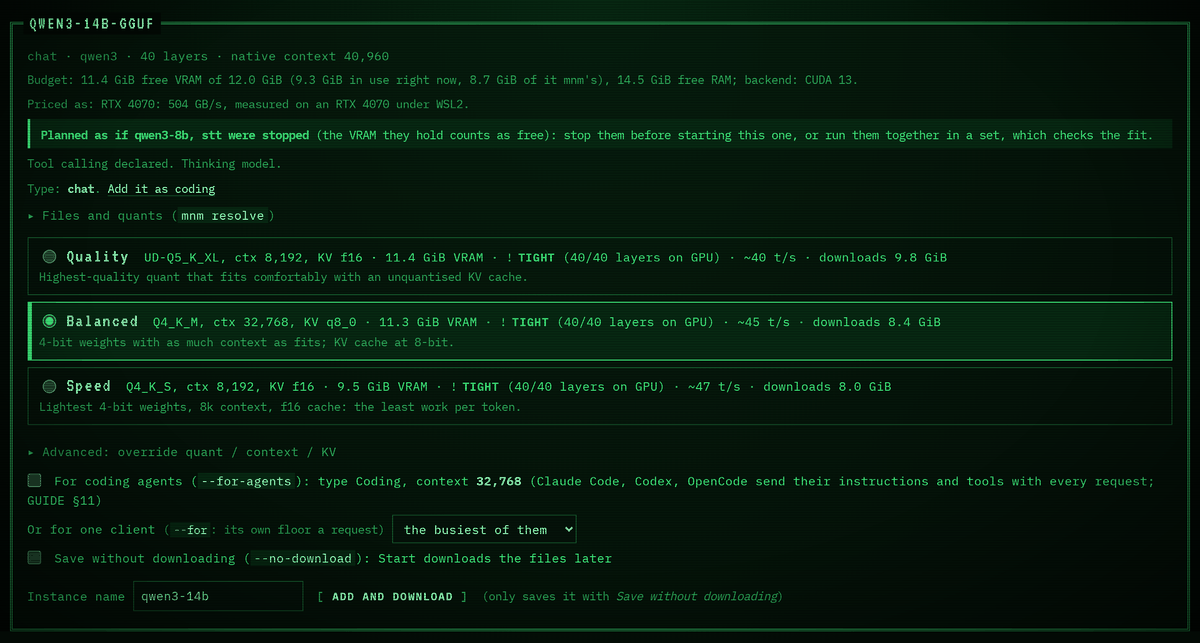 QWEN3-14B-GGUF
chat · qwen3 · 40 layers · native context 40,960
Budget: 11.4 GiB free VRAM of 12.0 GiB (9.3 GiB in use right now, 8.7 GiB of it mnm's), 14.5 GiB free RAM; backend: CUDA 13.
Priced as: RTX 4070: 504 GB/s, measured on an RTX 4070 under WSL2.
Planned as if qwen3-8b, stt were stopped (the VRAM they hold counts as free): stop them before starting this one, or run them together in a set, which checks the fit.
Tool calling declared. Thinking model.
Type: chat. Add it as coding
▸ Files and quants (mnm resolve)
Quality UD-Q5_K_XL, ctx 8,192, KV f16 · 11.4 GiB VRAM · ! TIGHT (40/40 layers on GPU) · ~40 t/s · downloads 9.8 GiB
Highest-quality quant that fits comfortably with an unquantised KV cache.
Balanced Q4_K_M, ctx 32,768, KV q8_0 · 11.3 GiB VRAM · ! TIGHT (40/40 layers on GPU) · ~45 t/s · downloads 8.4 GiB
4-bit weights with as much context as fits; KV cache at 8-bit.
Speed Q4_K_S, ctx 8,192, KV f16 · 9.5 GiB VRAM · ! TIGHT (40/40 layers on GPU) · ~47 t/s · downloads 8.0 GiB
Lightest 4-bit weights, 8k context, f16 cache: the least work per token.
▸ Advanced: override quant / context / KV
For coding agents (--for-agents): type Coding, context 32,768 (Claude Code, Codex, OpenCode send their instructions and tools with every request;
GUIDE §11)
Or for one client (--for: its own floor a request) the busiest of them
Save without downloading (--no-download): Start downloads the files later
Instance name qwen3-14b [ ADD AND DOWNLOAD ] (only saves it with Save without downloading)